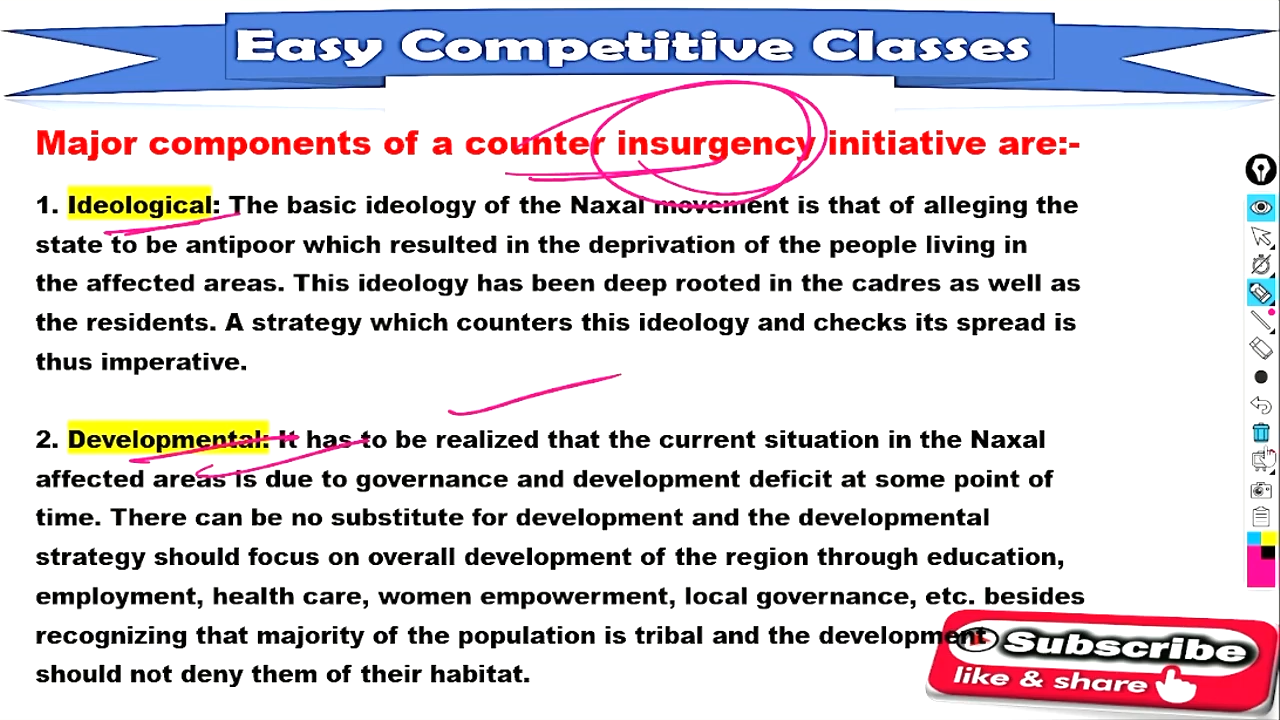 Easy Competitive Classes
Major components of a counter insurgency initiative are:-
1. Ideological: The basic ideology of the Naxal movement is that of alleging the
state to be antipoor which resulted in the deprivation of the people living in
the affected areas. This ideology has been deep rooted in the cadres as well as
the residents. A strategy which counters this ideology and checks its spread is
thus imperative.
2. Developmental: It has to be realized that the current situation in the Naxal
affected areas is due to governance and development deficit at some point of
time. There can be no substitute for development and the developmental
strategy should focus on overall development of the region through education,
employment, health care, women empowerment, local governance, etc. besides
recognizing that majority of the population is tribal and the development
should not deny them of their habitat.
Subscribe
like & share